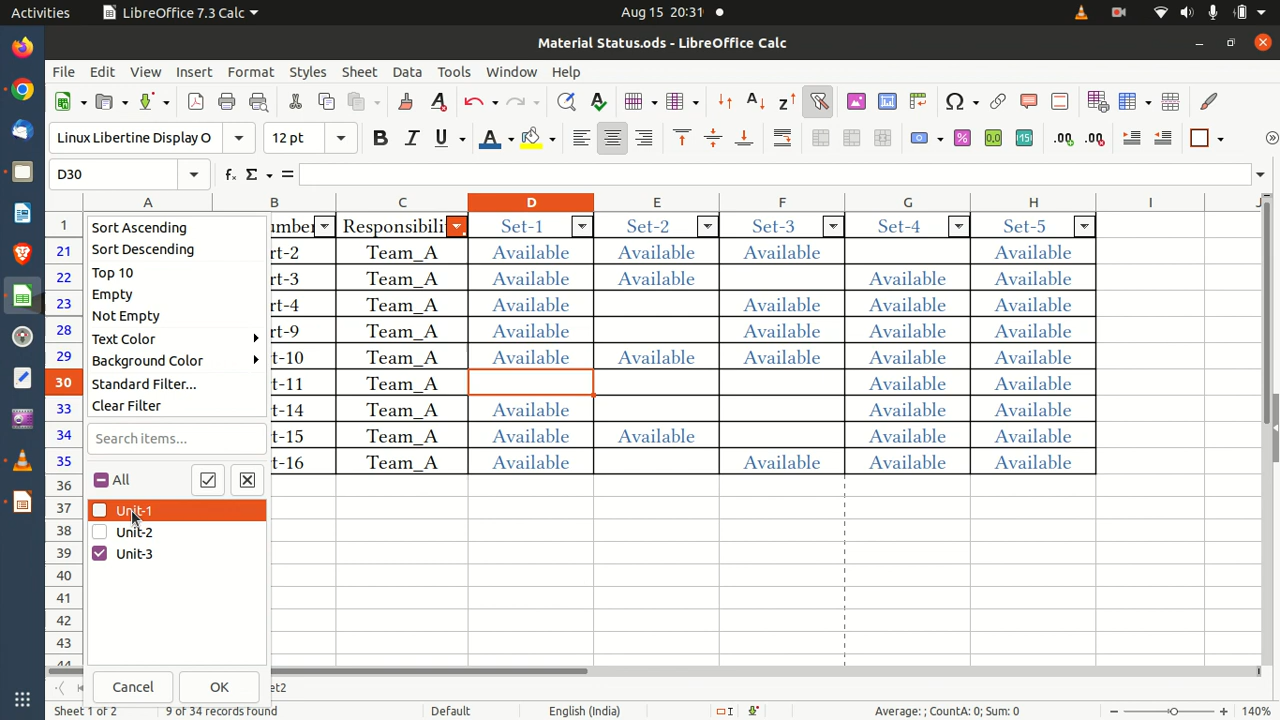 Activities LibreOffice 7.3 Calc Aug 15 20:31
Material Status.ods - LibreOffice Calc
File Edit View Insert Format Styles Sheet Data Tools Window Help
Linux Libertine Display O 12 pt
D30
A B C D E F G H I
1 umber Responsibili Set-1 Set-2 Set-3 Set-4 Set-5
21 rt-2 Team_A Available Available Available Available
22 rt-3 Team_A Available Available Available Available
23 rt-4 Team_A Available Available Available Available
28 rt-9 Team_A Available Available Available Available
29 t-10 Team_A Available Available Available Available Available
30 t-11 Team_A Available Available
33 t-14 Team_A Available Available Available
34 t-15 Team_A Available Available Available Available
35 t-16 Team_A Available Available Available Available
36
37
38
39
40
41
42
43
44
Sort Ascending
Sort Descending
Top 10
Empty
Not Empty
Text Color
Background Color
Standard Filter...
Clear Filter
Search items...
All
Unit-1
Unit-2
Unit-3
Cancel OK
et2
Sheet 1 of 2 9 of 34 records found Default English (India) Average: ; CountA: 0; Sum: 0 140%